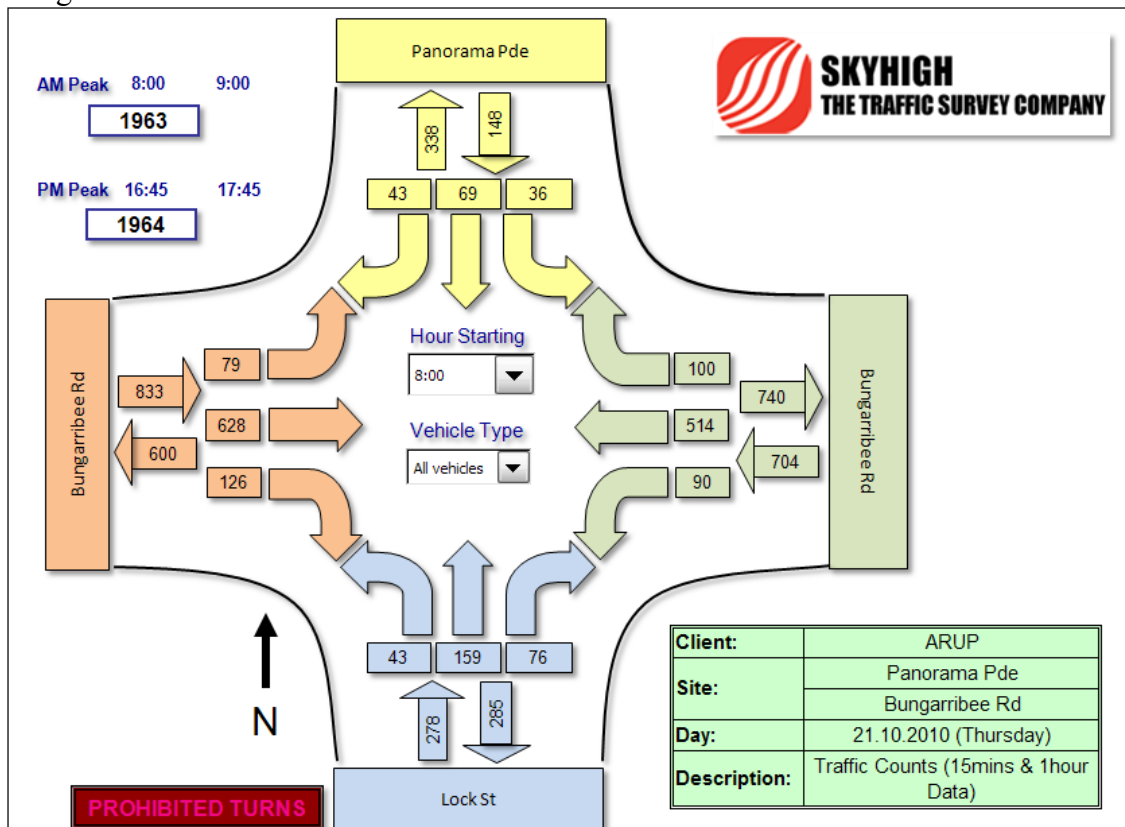 Panorama Pde
SKYHIGH
THE TRAFFIC SURVEY COMPANY
AM Peak 8:00 9:00
1963
PM Peak 16:45 17:45
1964
338
148
43 69 36
Bungarribee Rd
833
600
79
628
126
Hour Starting
8:00
Vehicle Type
All vehicles
100
514
90
740
704
Bungarribee Rd
43 159 76
278
285
N
Lock St
PROHIBITED TURNS
Client: ARUP
Site: Panorama Pde
Bungarribee Rd
Day: 21.10.2010 (Thursday)
Description: Traffic Counts (15mins & 1hour
Data)